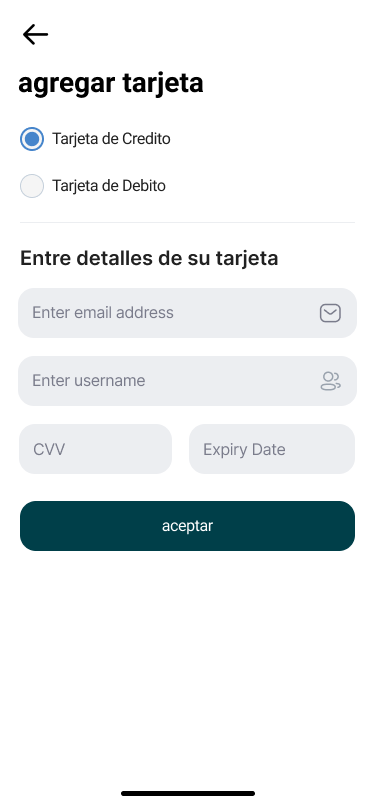 agregar tarjeta
Tarjeta de Credito
Tarjeta de Debito
Entre detalles de su tarjeta
Enter email address
Enter username
CVV
Expiry Date
aceptar